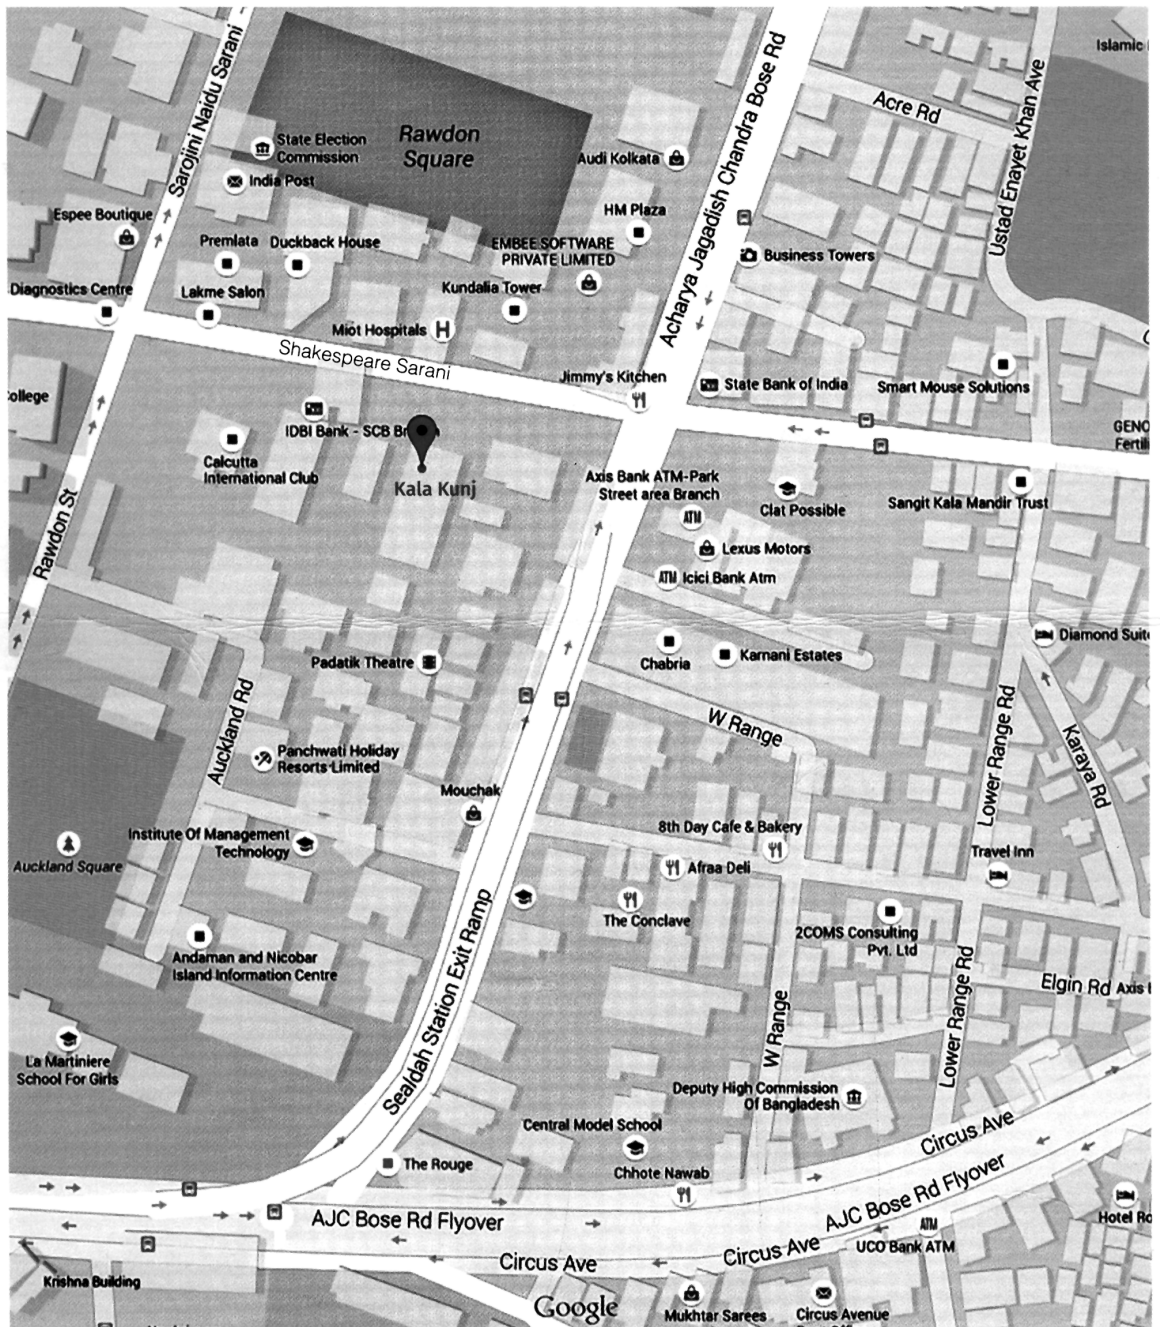 Sarojini Naidu Sarani
Rawdon
Square
State Election
Commission
India Post
Audi Kolkata
Acharya Jagadish Chandra Bose Rd
Acre Rd
Ustad Enayet Khan Ave
Islamic
Espee Boutique
Premlata
Duckback House
HM Plaza
EMBEE SOFTWARE
PRIVATE LIMITED
Business Towers
Diagnostics Centre
Lakme Salon
Kundalia Tower
Miot Hospitals
Shakespeare Sarani
Jimmy's Kitchen
State Bank of India
Smart Mouse Solutions
IDBI Bank - SCB Br
Calcutta
International Club
Kala Kunj
Axis Bank ATM-Park
Street area Branch
ATM
Clat Possible
Sangit Kala Mandir Trust
GENO
Fertili
Rawdon St
Lexus Motors
ATM Icici Bank Atm
Padatik Theatre
Chabria
Karnani Estates
Diamond Suite
Auckland Rd
W Range
Lower Range Rd
Karaya Rd
Panchwati Holiday
Resorts Limited
Mouchak
Institute Of Management
Technology
Auckland Square
8th Day Cafe & Bakery
Afraa Deli
The Conclave
Travel Inn
2COMS Consulting
Pvt. Ltd
Andaman and Nicobar
Island Information Centre
Sealdah Station Exit Ramp
W Range
Lower Range Rd
Elgin Rd
Axis
La Martiniere
School For Girls
Deputy High Commission
Of Bangladesh
Central Model School
Chhote Nawab
The Rouge
Circus Ave
AJC Bose Rd Flyover
AJC Bose Rd Flyover
Circus Ave
Circus Ave
ATM
UCO Bank ATM
Hotel Ro
Krishna Building
Google
Mukhtar Sarees
Circus Avenue